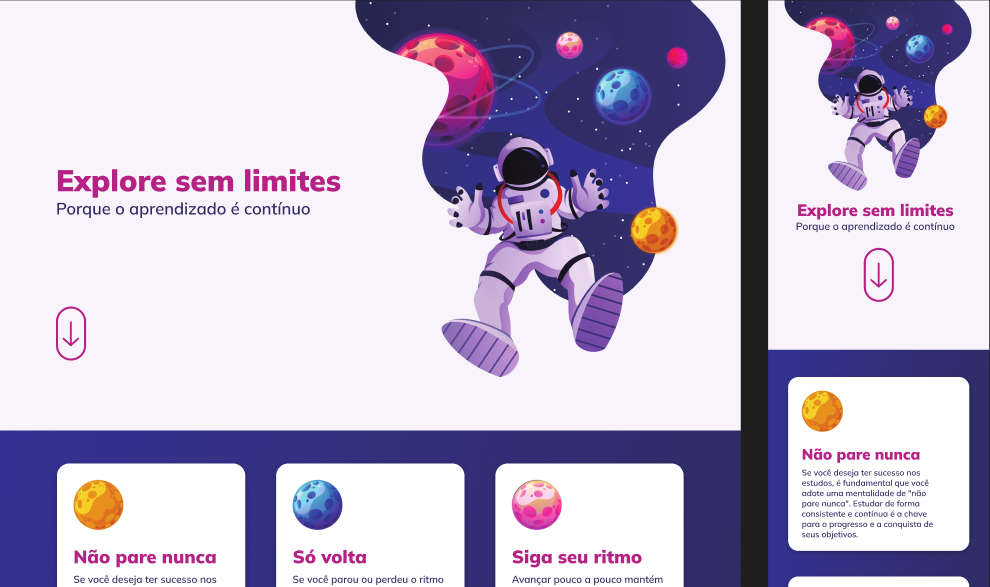 Explore sem limites
Porque o aprendizado é contínuo
Não pare nunca
Se você deseja ter sucesso nos
Só volta
Se você parou ou perdeu o ritmo
Siga seu ritmo
Avançar pouco a pouco mantém
Explore sem limites
Porque o aprendizado é contínuo
Não pare nunca
Se você deseja ter sucesso nos
estudos, é fundamental que você
adote uma mentalidade de "não
pare nunca". Estudar de forma
consistente e contínua é a chave
para o progresso e a conquista de
seus objetivos.